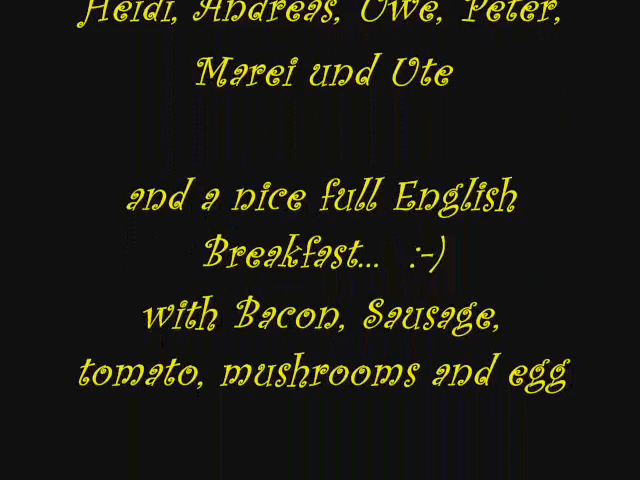 Heidi, Andreas, Uwe, Peter,
Marei und Ute
and a nice full English
Breakfast... :-)
with Bacon, Sausage,
tomato, mushrooms and egg